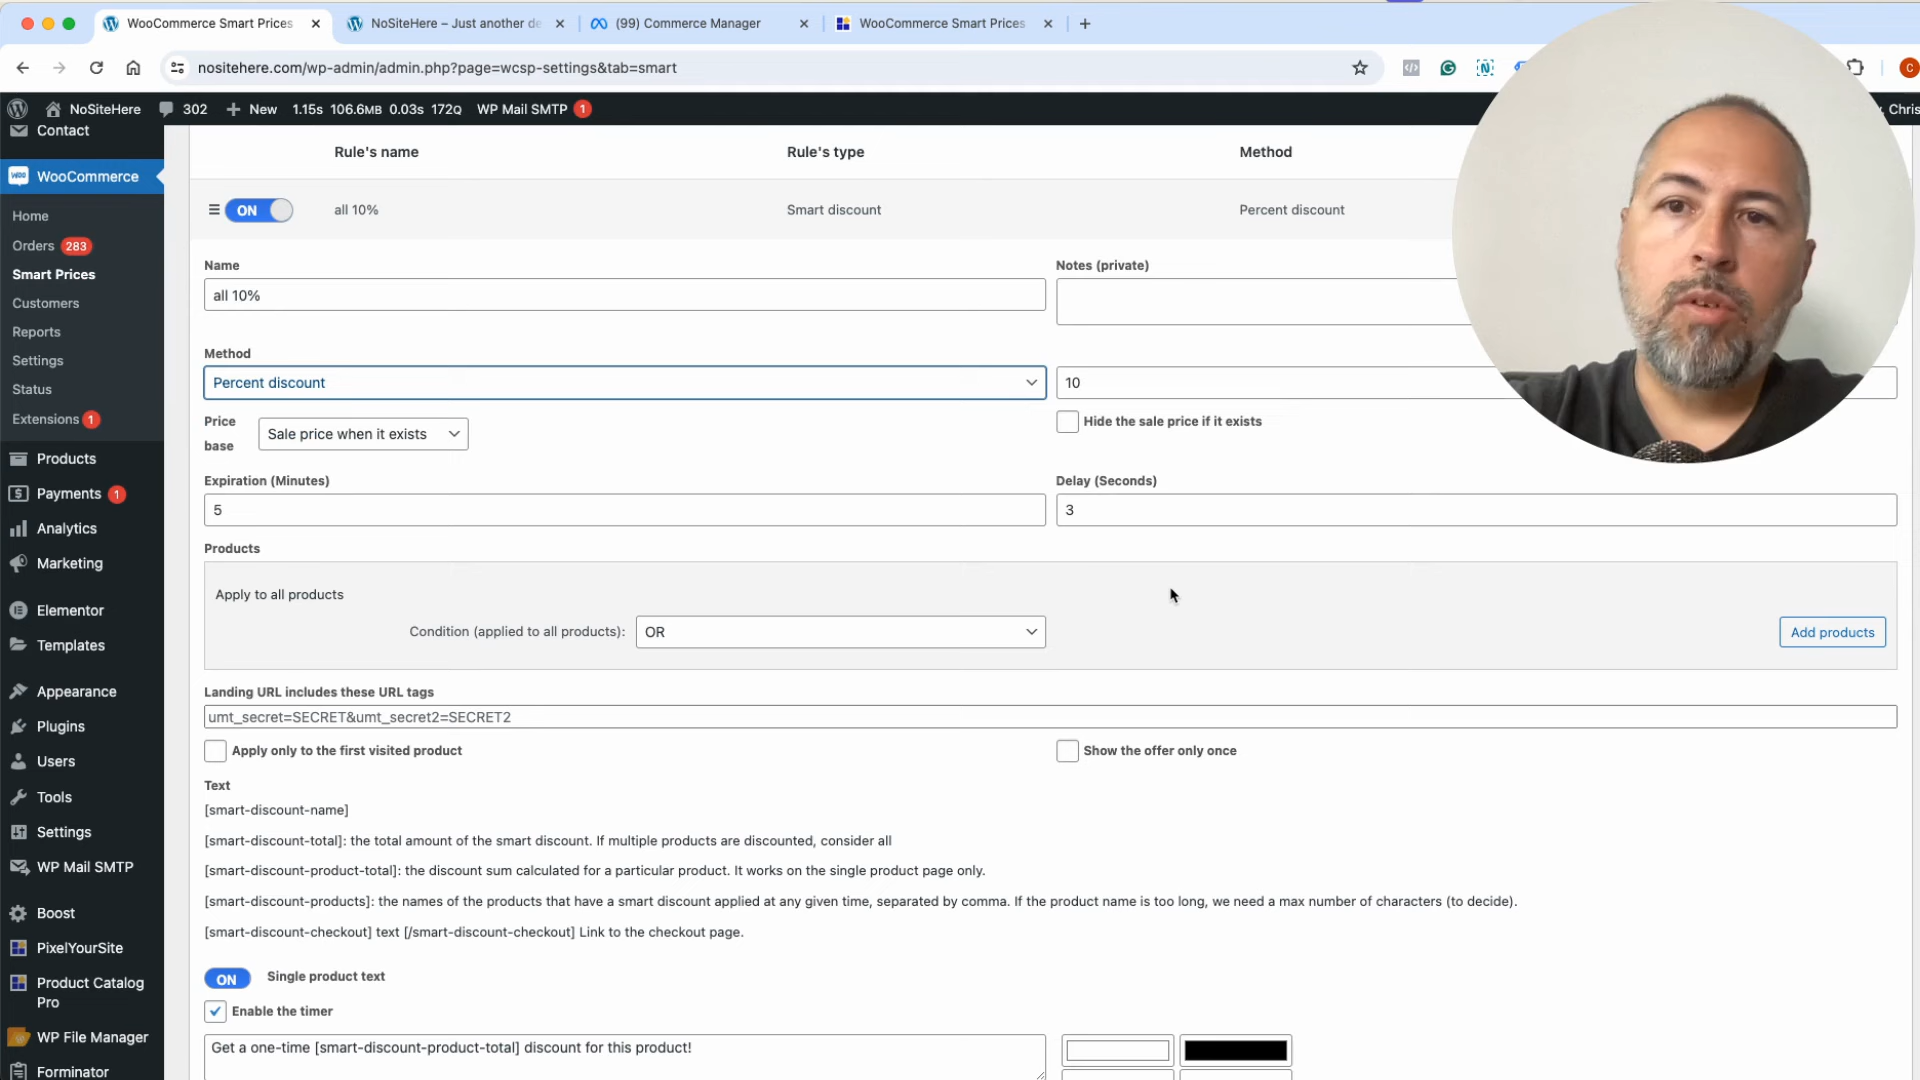 WooCommerce Smart Prices
NoSiteHere – Just another de
(99) Commerce Manager
WooCommerce Smart Prices
nositehere.com/wp-admin/admin.php?page=wcsp-settings&tab=smart
NoSiteHere 302 New 1.15s 106.6MB 0.03s 172Q WP Mail SMTP 1
Chris
Contact
WooCommerce
Home
Orders 283
Smart Prices
Customers
Reports
Settings
Status
Extensions 1
Products
Payments 1
Analytics
Marketing
Elementor
Templates
Appearance
Plugins
Users
Tools
Settings
WP Mail SMTP
Boost
PixelYourSite
Product Catalog
Pro
WP File Manager
Forminator
Rule's name Rule's type Method
ON all 10% Smart discount Percent discount
Name Notes (private)
all 10%
Method
Percent discount 10
Price
base
Sale price when it exists
Hide the sale price if it exists
Expiration (Minutes) Delay (Seconds)
5 3
Products
Apply to all products
Condition (applied to all products): OR
Add products
Landing URL includes these URL tags
umt_secret=SECRET&umt_secret2=SECRET2
Apply only to the first visited product Show the offer only once
Text
[smart-discount-name]
[smart-discount-total]: the total amount of the smart discount. If multiple products are discounted, consider all
[smart-discount-product-total]: the discount sum calculated for a particular product. It works on the single product page only.
[smart-discount-products]: the names of the products that have a smart discount applied at any given time, separated by comma. If the product name is too long, we need a max number of characters (to decide).
[smart-discount-checkout] text [/smart-discount-checkout] Link to the checkout page.
ON Single product text
Enable the timer
Get a one-time [smart-discount-product-total] discount for this product!